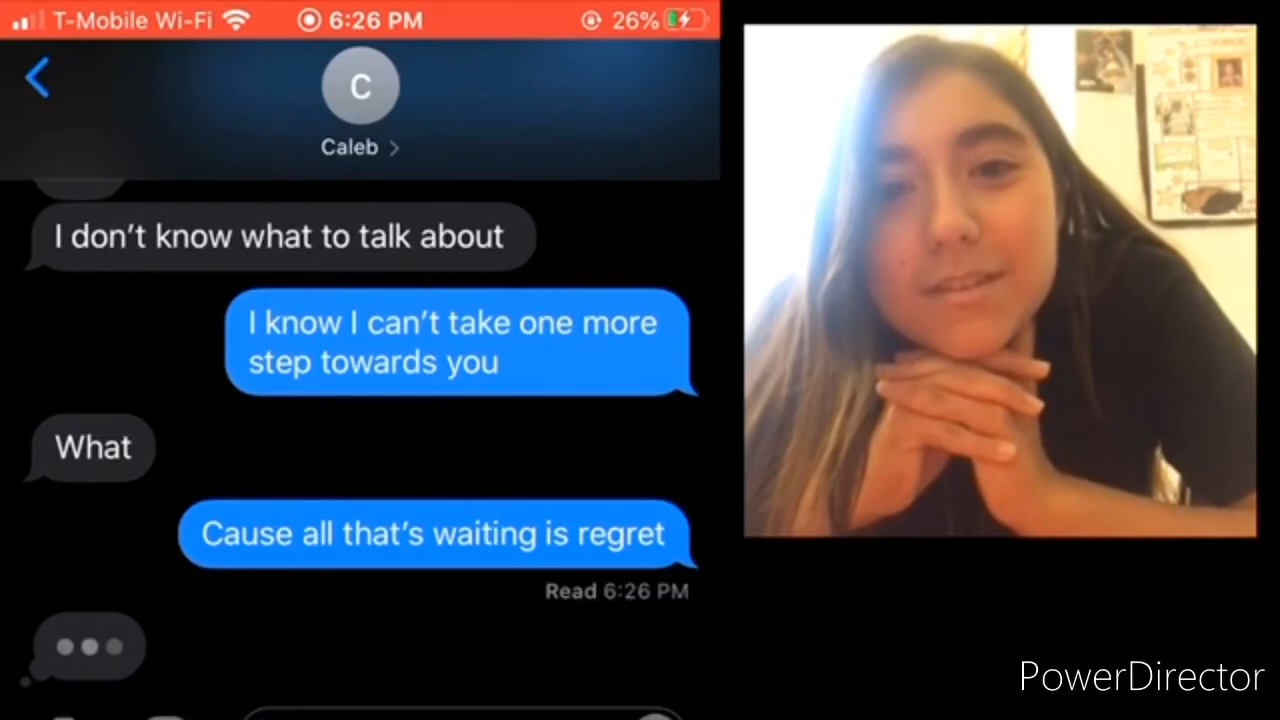 T-Mobile Wi-Fi 6:26 PM 26%
C
Caleb >
I don't know what to talk about
I know I can't take one more
step towards you
What
Cause all that's waiting is regret
Read 6:26 PM
PowerDirector